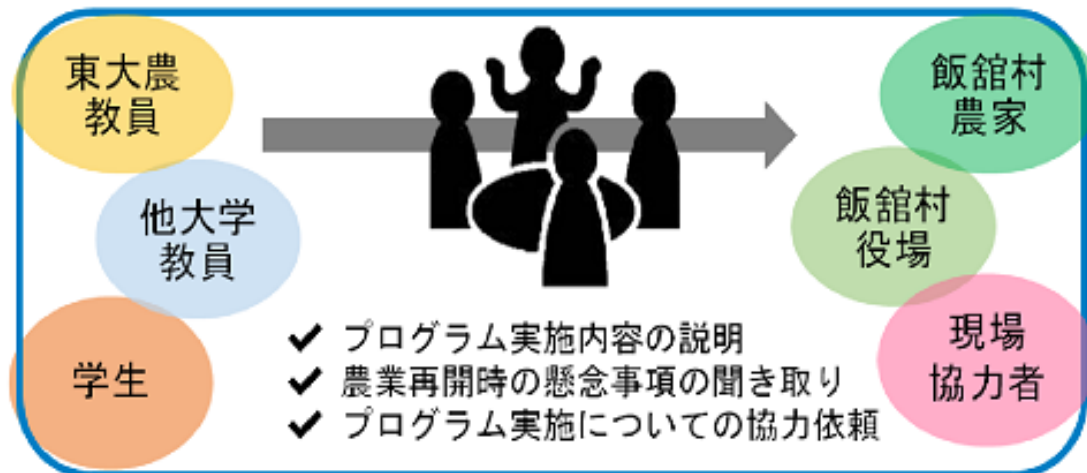 東大農
教員
他大学
教員
学生
飯舘村
農家
飯舘村
役場
現場
協力者
プログラム実施内容の説明
農業再開時の懸念事項の聞き取り
プログラム実施についての協力依頼